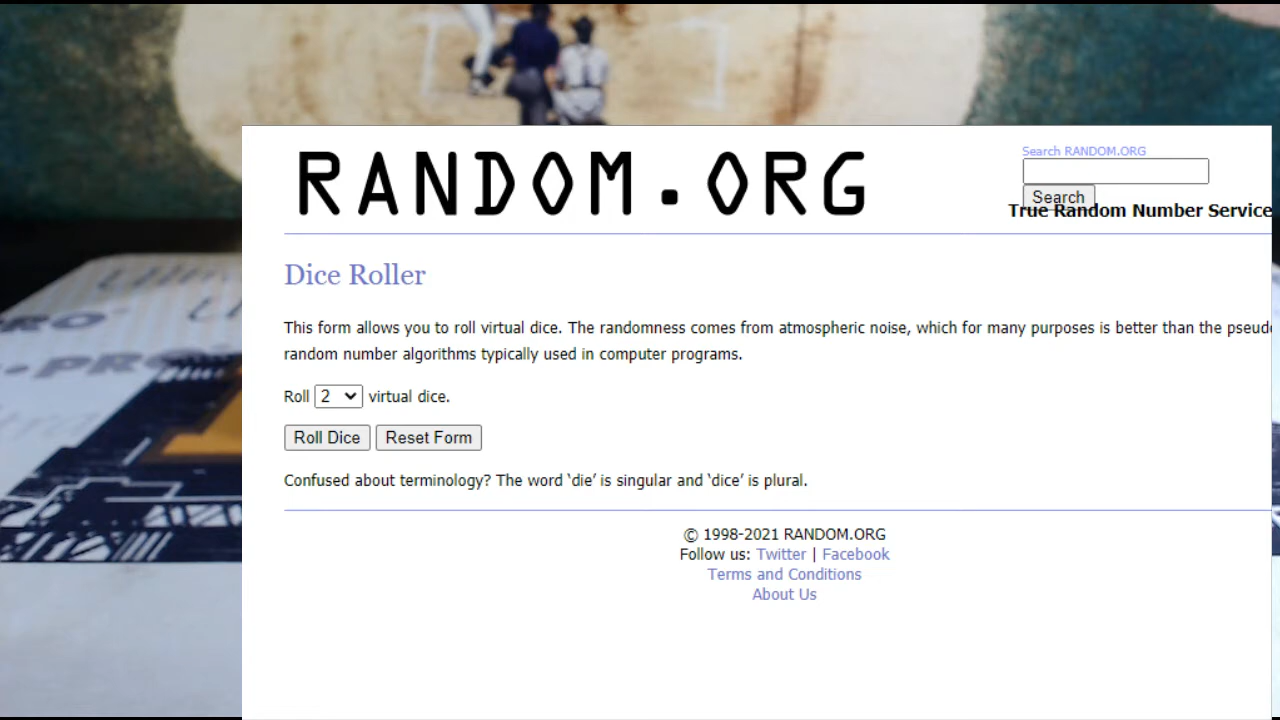 RANDOM.ORG
Search RANDOM.ORG
Search
True Random Number Service
Dice Roller
This form allows you to roll virtual dice. The randomness comes from atmospheric noise, which for many purposes is better than the pseudo
random number algorithms typically used in computer programs.
Roll 2 virtual dice.
Roll Dice Reset Form
Confused about terminology? The word ‘die’ is singular and ‘dice’ is plural.
© 1998-2021 RANDOM.ORG
Follow us: Twitter | Facebook
Terms and Conditions
About Us